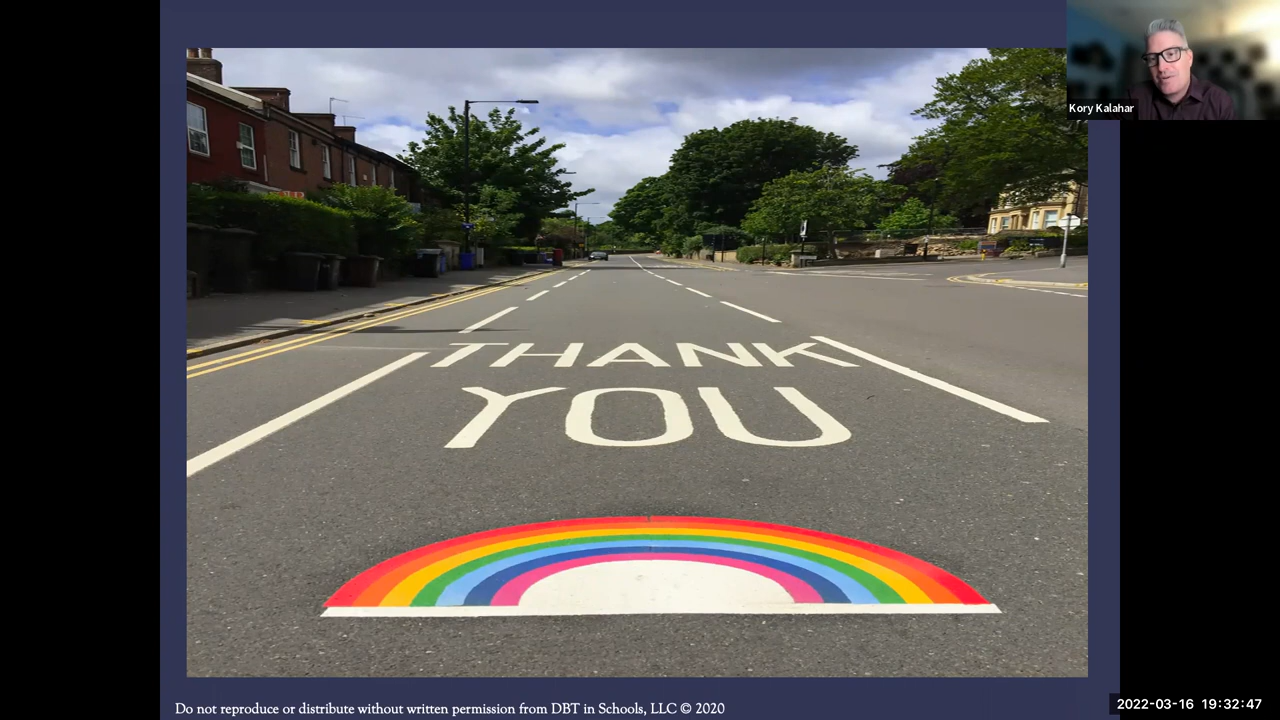 Kory Kalahar
THANK
YOU
Do not reproduce or distribute without written permission from DBT in Schools, LLC © 2020
2022-03-16 19:32:47